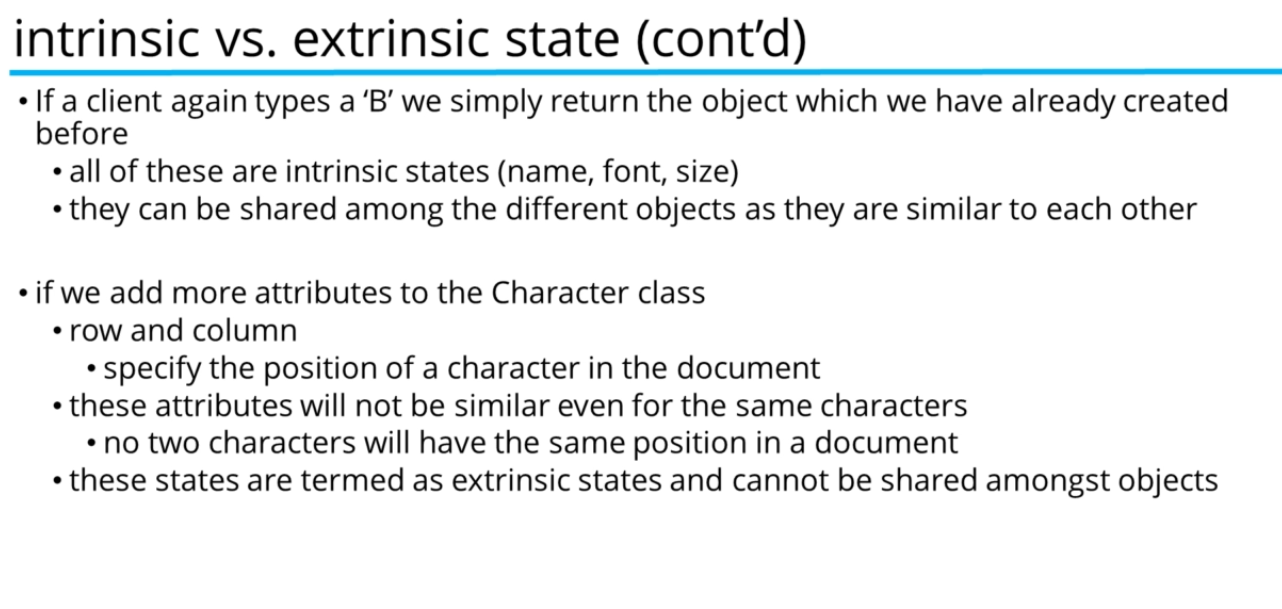 intrinsic vs. extrinsic state (cont’d)
• If a client again types a ‘B’ we simply return the object which we have already created
before
• all of these are intrinsic states (name, font, size)
• they can be shared among the different objects as they are similar to each other
• if we add more attributes to the Character class
• row and column
• specify the position of a character in the document
• these attributes will not be similar even for the same characters
• no two characters will have the same position in a document
• these states are termed as extrinsic states and cannot be shared amongst objects